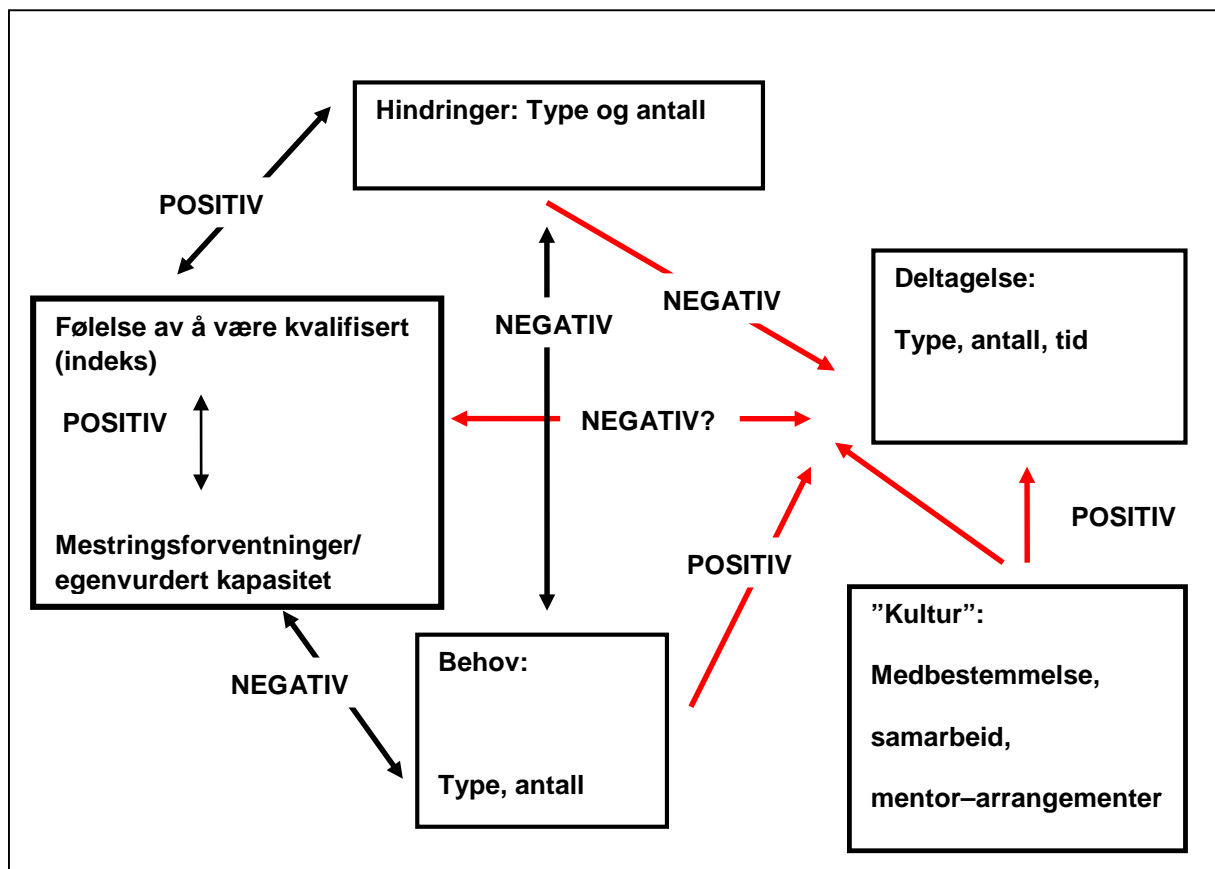 Hindringer: Type og antall
POSITIV
Følelse av å være kvalifisert
(indeks)
POSITIV
Mestringsforventninger/
egenvurdert kapasitet
NEGATIV
NEGATIV
NEGATIV?
Deltagelse:
Type, antall, tid
POSITIV
POSITIV
NEGATIV
Behov:
Type, antall
”Kultur”:
Medbestemmelse,
samarbeid,
mentor–arrangementer